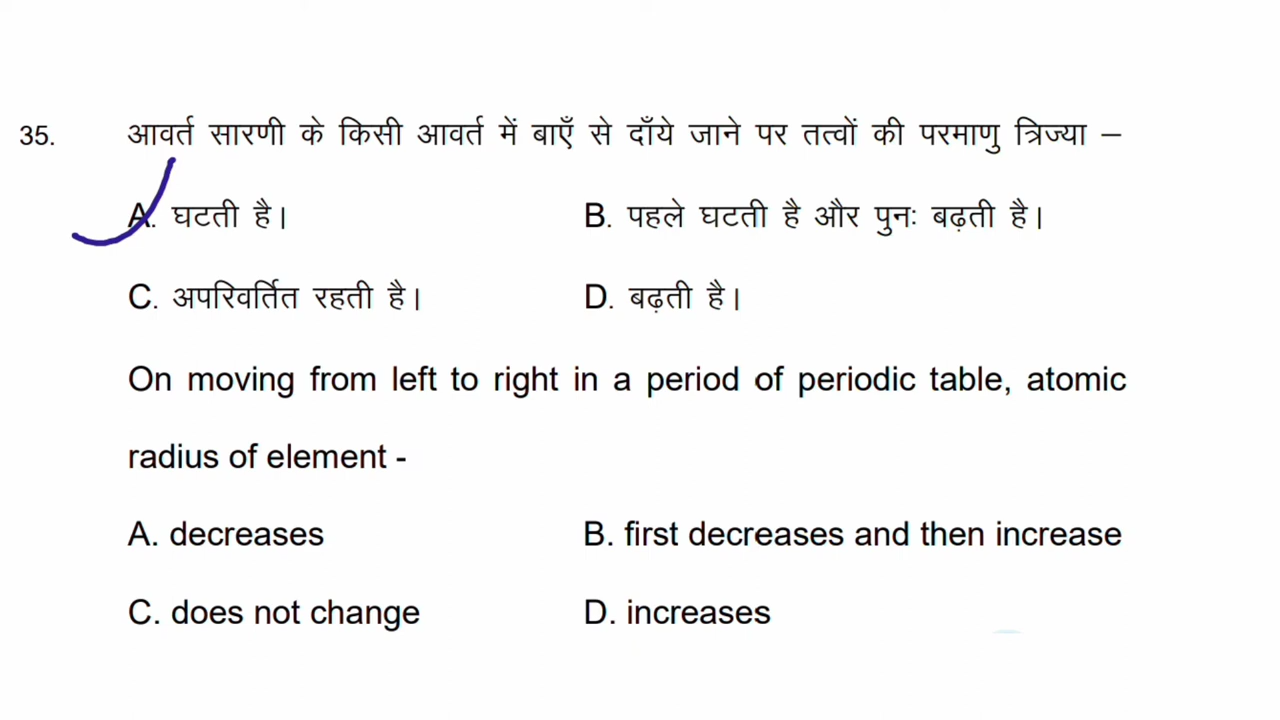 35. आवर्त सारणी के किसी आवर्त में बाएँ से दाँये जाने पर तत्वों की परमाणु त्रिज्या –
A. घटती है। B. पहले घटती है और पुनः बढ़ती है।
C. अपरिवर्तित रहती है। D. बढ़ती है।
On moving from left to right in a period of periodic table, atomic
radius of element -
A. decreases B. first decreases and then increase
C. does not change D. increases